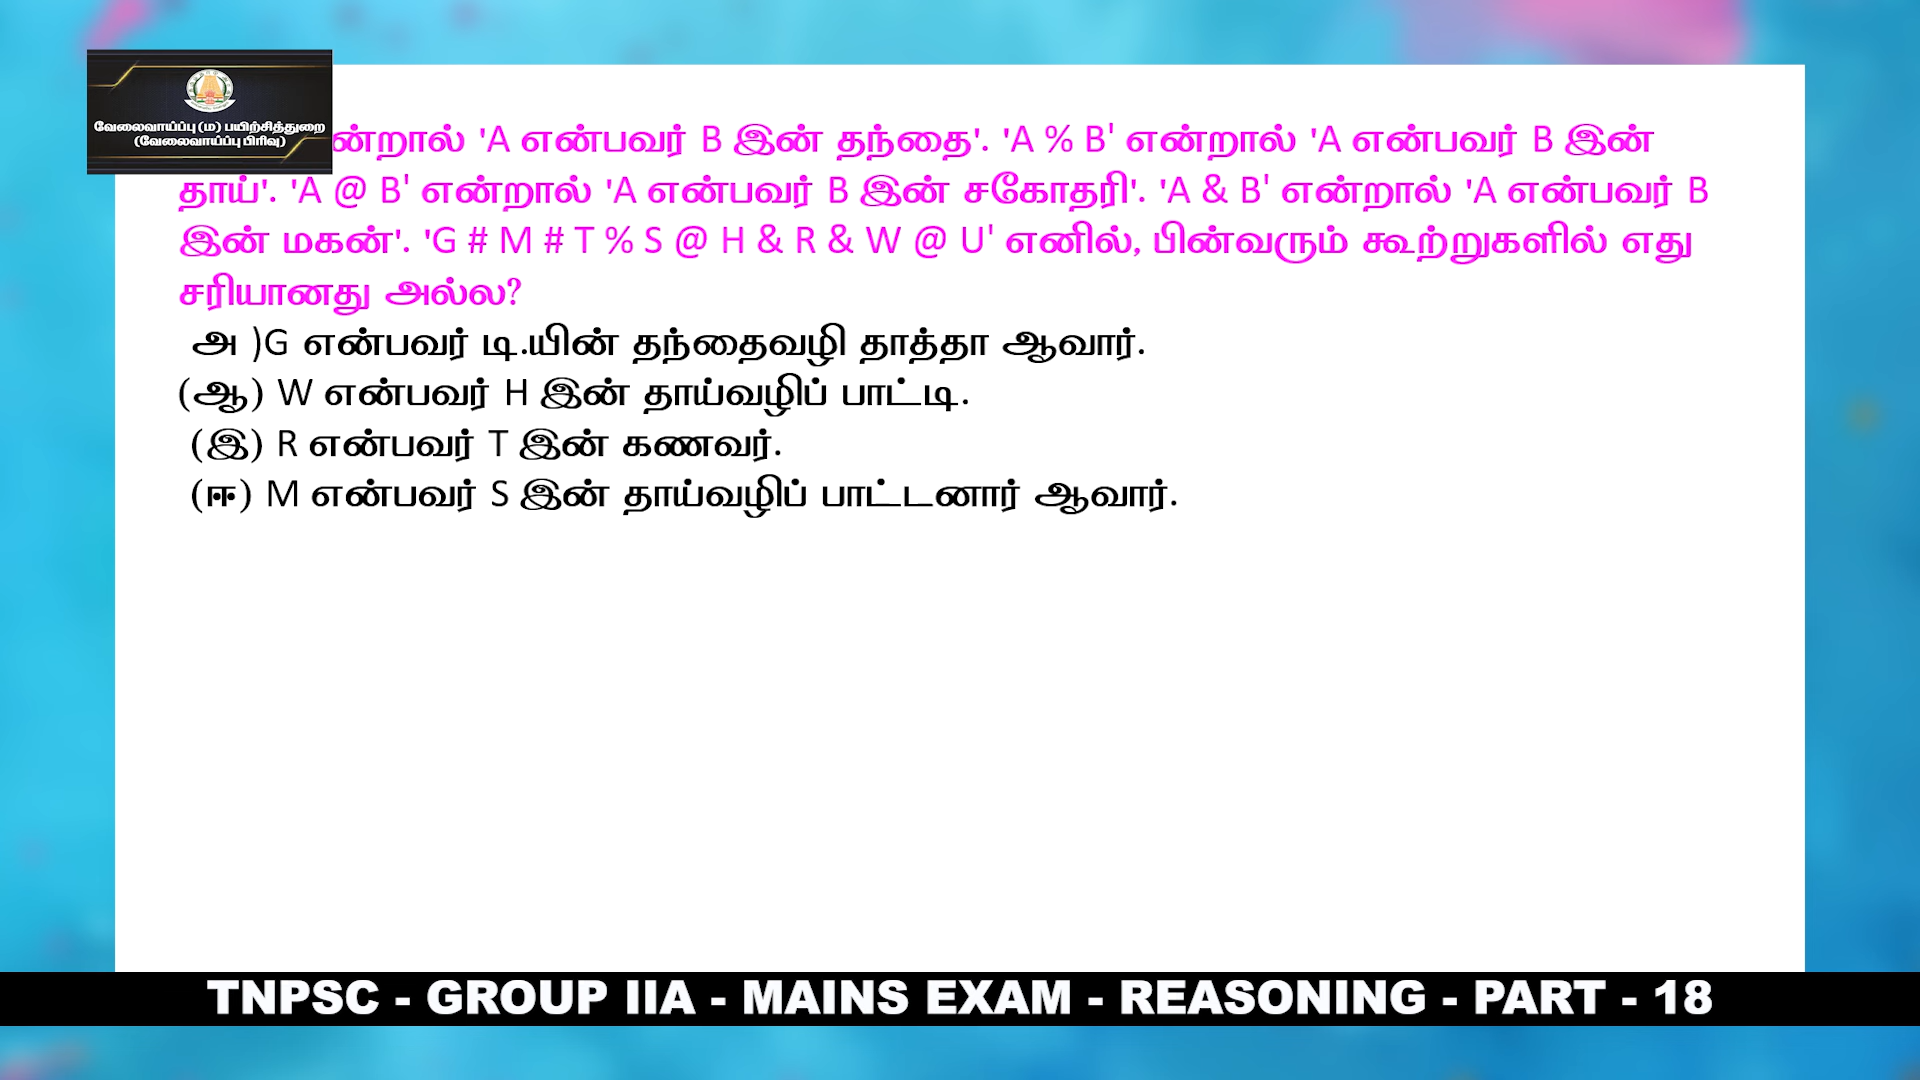 வேலைவாய்ப்பு (ம) பயிற்சித்துறை
(வேலைவாய்ப்பு பிரிவு)
ன்றால் 'A என்பவர் B இன் தந்தை'. 'A % B' என்றால் 'A என்பவர் B இன்
தாய்'. 'A @ B' என்றால் 'A என்பவர் B இன் சகோதரி'. 'A & B' என்றால் 'A என்பவர் B
இன் மகன்'. 'G # M # T % S @ H & R & W @ U' எனில், பின்வரும் கூற்றுகளில் எது
சரியானது அல்ல?
அ )G என்பவர் டி.யின் தந்தைவழி தாத்தா ஆவார்.
(ஆ) W என்பவர் H இன் தாய்வழிப் பாட்டி.
(இ) R என்பவர் T இன் கணவர்.
(ஈ) M என்பவர் S இன் தாய்வழிப் பாட்டனார் ஆவார்.
TNPSC - GROUP IIA - MAINS EXAM - REASONING - PART - 18